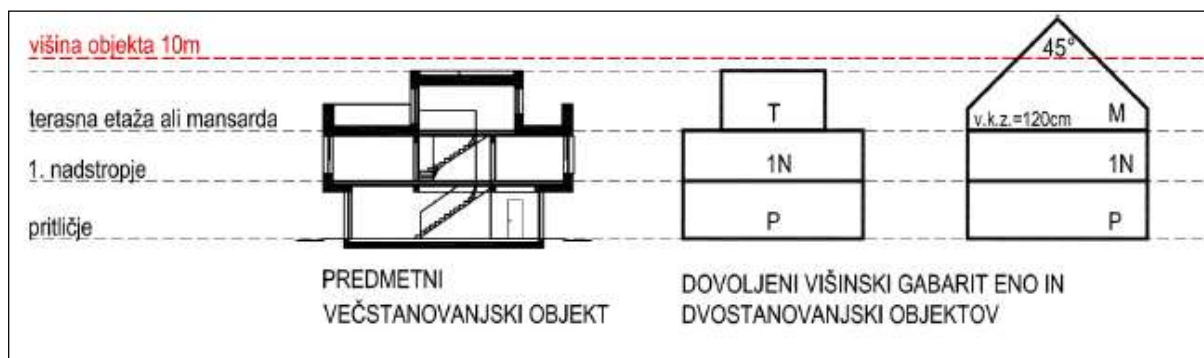 višina objekta 10m
45°
terasna etaža ali mansarda
T
v.k.z.=120cm
M
1. nadstropje
1N
1N
pritličje
P
P
PREDMETNI
VEČSTANOVANJSKI OBJEKT
DOVOLJENI VIŠINSKI GABARIT ENO IN
DVOSTANOVANJSKI OBJEKTOV